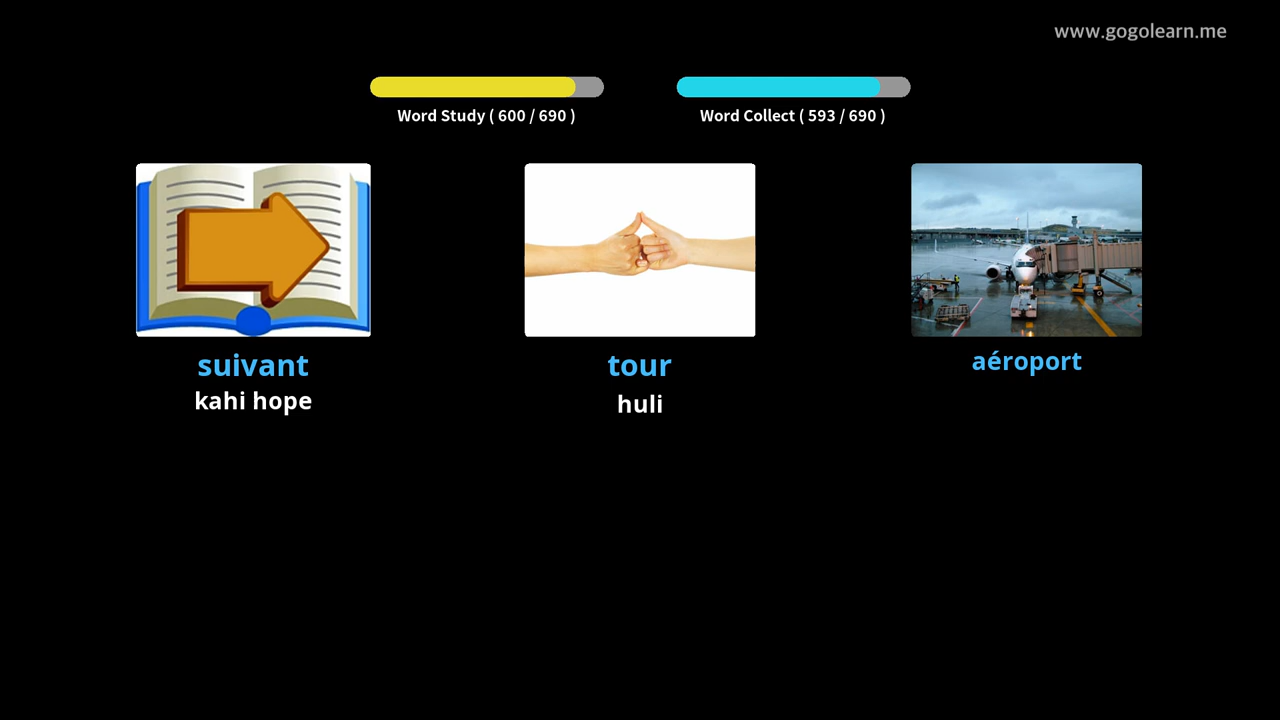 www.gogolearn.me
Word Study ( 600 / 690 )
Word Collect ( 593 / 690 )
suivant
kahi hope
tour
huli
aéroport